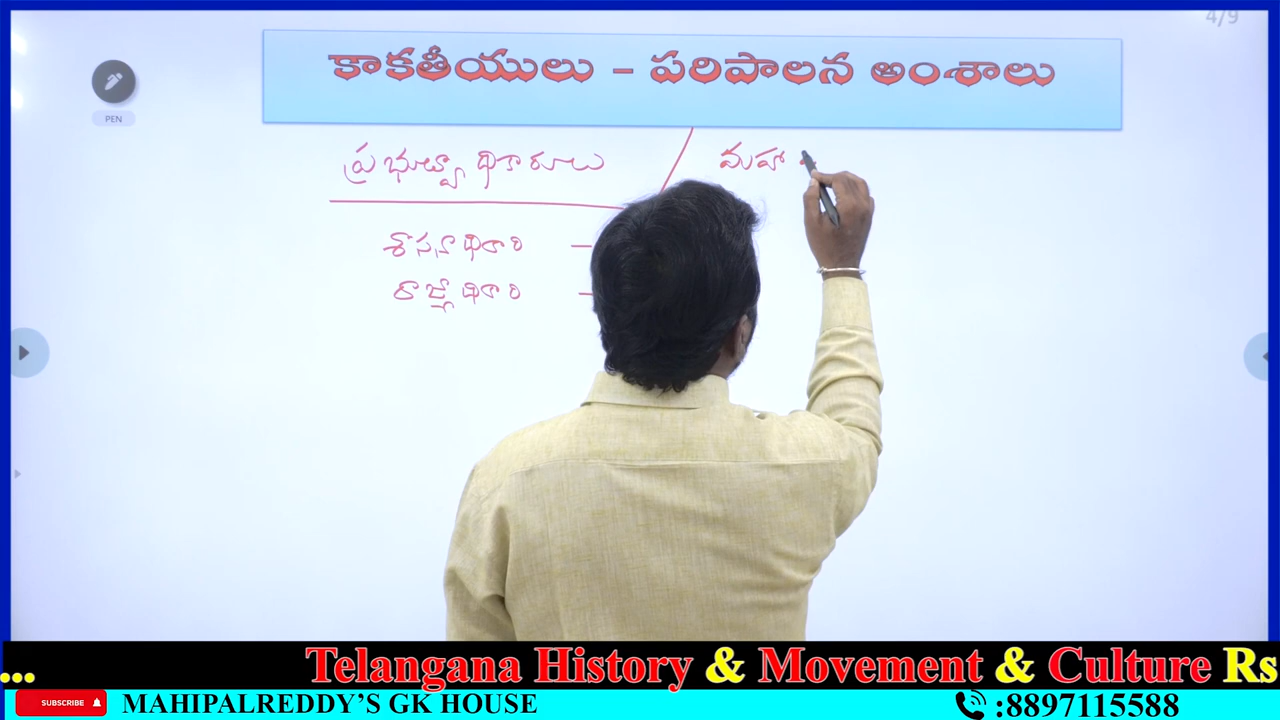 4/9
కాకతీయులు – పరిపాలన అంశాలు
PEN
ప్రభుత్వాధికారులు
మహా
శాసనాధికారి –
రాజ్యాధికారి –
... Telangana History & Movement & Culture Rs
SUBSCRIBE MAHIPALREDDY'S GK HOUSE :8897115588